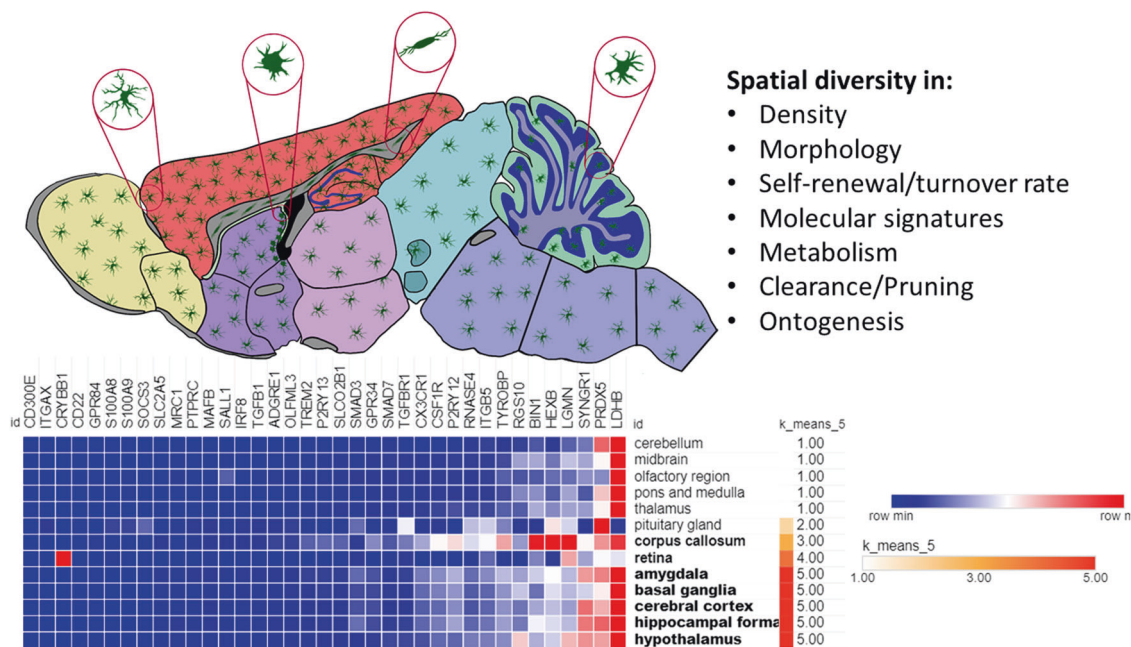 Spatial diversity in:
• Density
• Morphology
• Self-renewal/turnover rate
• Molecular signatures
• Metabolism
• Clearance/Pruning
• Ontogenesis
id
CD300E
ITGAX
CRYBB1
CD22
GPR84
S100A8
S100A9
SOCS3
SLC2A5
MRC1
PTPRC
MAFB
SALL1
IRF8
TGFB1
ADGRE1
OLFML3
TREM2
P2RY13
SLCO2B1
SMAD3
GPR34
SMAD7
TGFBR1
CX3CR1
CSF1R
P2RY12
RNASE4
ITGB5
TYROBP
RGS10
BIN1
HEXB
LGMN
SYNGR1
PRDX5
LDHB
id
k_means_5
cerebellum 1.00
midbrain 1.00
olfactory region 1.00
pons and medulla 1.00
thalamus 1.00
pituitary gland 2.00
corpus callosum 3.00
retina 4.00
amygdala 5.00
basal ganglia 5.00
cerebral cortex 5.00
hippocampal forma 5.00
hypothalamus 5.00
row min row m
k_means_5
1.00 3.00 5.00